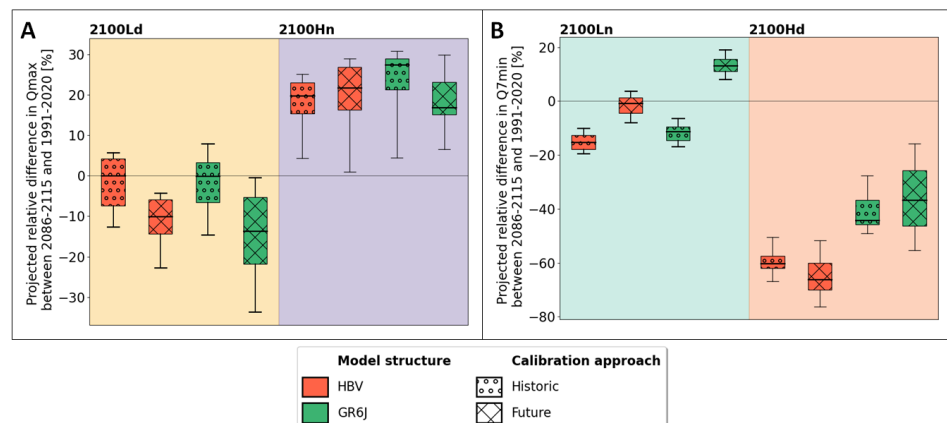 A
2100Ld
2100Hn
Projected relative difference in Qmax
between 2086-2115 and 1991-2020 [%]
30
20
10
0
−10
−20
−30
B
2100Ln
2100Hd
Projected relative difference in Q7min
between 2086-2115 and 1991-2020 [%]
20
0
−20
−40
−60
−80
Model structure
Calibration approach
HBV
Historic
GR6J
Future